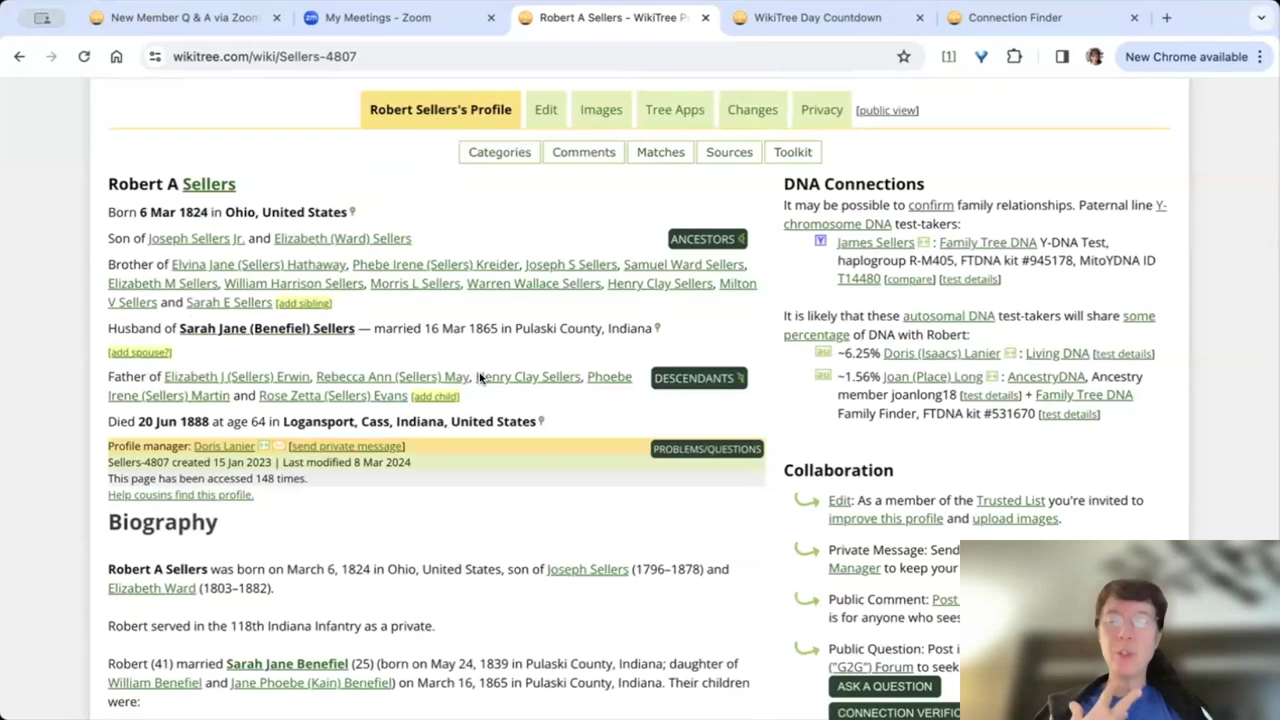 New Member Q & A via Zoom
My Meetings - Zoom
Robert A Sellers - WikiTree P
WikiTree Day Countdown
Connection Finder
wikitree.com/wiki/Sellers-4807
[1]
New Chrome available
Robert Sellers's Profile
Edit
Images
Tree Apps
Changes
Privacy
[public view]
Categories
Comments
Matches
Sources
Toolkit
Robert A Sellers
Born 6 Mar 1824 in Ohio, United States
Son of Joseph Sellers Jr. and Elizabeth (Ward) Sellers
ANCESTORS
Brother of Elvina Jane (Sellers) Hathaway, Phebe Irene (Sellers) Kreider, Joseph S Sellers, Samuel Ward Sellers,
Elizabeth M Sellers, William Harrison Sellers, Morris L Sellers, Warren Wallace Sellers, Henry Clay Sellers, Milton
V Sellers and Sarah E Sellers [add sibling]
Husband of Sarah Jane (Benefiel) Sellers — married 16 Mar 1865 in Pulaski County, Indiana
[add spouse?]
Father of Elizabeth J (Sellers) Erwin, Rebecca Ann (Sellers) May, Henry Clay Sellers, Phoebe
Irene (Sellers) Martin and Rose Zetta (Sellers) Evans [add child]
DESCENDANTS
Died 20 Jun 1888 at age 64 in Logansport, Cass, Indiana, United States
Profile manager: Doris Lanier [send private message]
PROBLEMS/QUESTIONS
Sellers-4807 created 15 Jan 2023 | Last modified 8 Mar 2024
This page has been accessed 148 times.
Help cousins find this profile.
Biography
Robert A Sellers was born on March 6, 1824 in Ohio, United States, son of Joseph Sellers (1796–1878) and
Elizabeth Ward (1803–1882).
Robert served in the 118th Indiana Infantry as a private.
Robert (41) married Sarah Jane Benefiel (25) (born on May 24, 1839 in Pulaski County, Indiana; daughter of
William Benefiel and Jane Phoebe (Kain) Benefiel) on March 16, 1865 in Pulaski County, Indiana. Their children
were:
DNA Connections
It may be possible to confirm family relationships. Paternal line Y-
chromosome DNA test-takers:
Y
James Sellers : Family Tree DNA Y-DNA Test,
haplogroup R-M405, FTDNA kit #945178, MitoYDNA ID
T14480 [compare] [test details]
It is likely that these autosomal DNA test-takers will share some
percentage of DNA with Robert:
au ~6.25% Doris (Isaacs) Lanier : Living DNA [test details]
au ~1.56% Joan (Place) Long : AncestryDNA, Ancestry
member joanlong18 [test details] + Family Tree DNA
Family Finder, FTDNA kit #531670 [test details]
Collaboration
Edit: As a member of the Trusted List you're invited to
improve this profile and upload images.
Private Message: Send
Manager to keep your
Public Comment: Post
is for anyone who sees
Public Question: Post i
("G2G") Forum to seek
ASK A QUESTION
CONNECTION VERIFIC